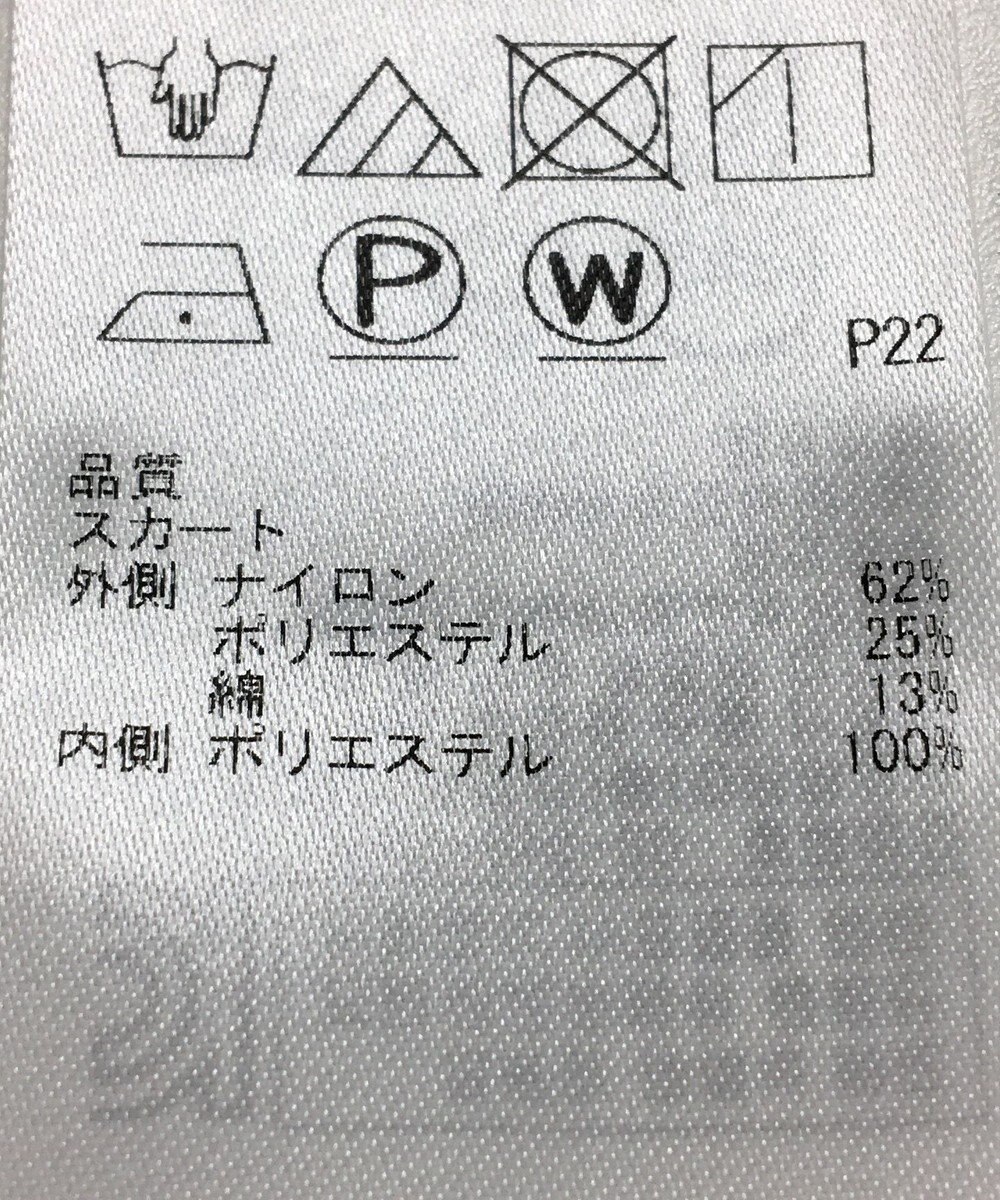 P W
P22
品質
スカート
外側 ナイロン 62%
ポリエステル 25%
綿 13%
内側 ポリエステル 100%